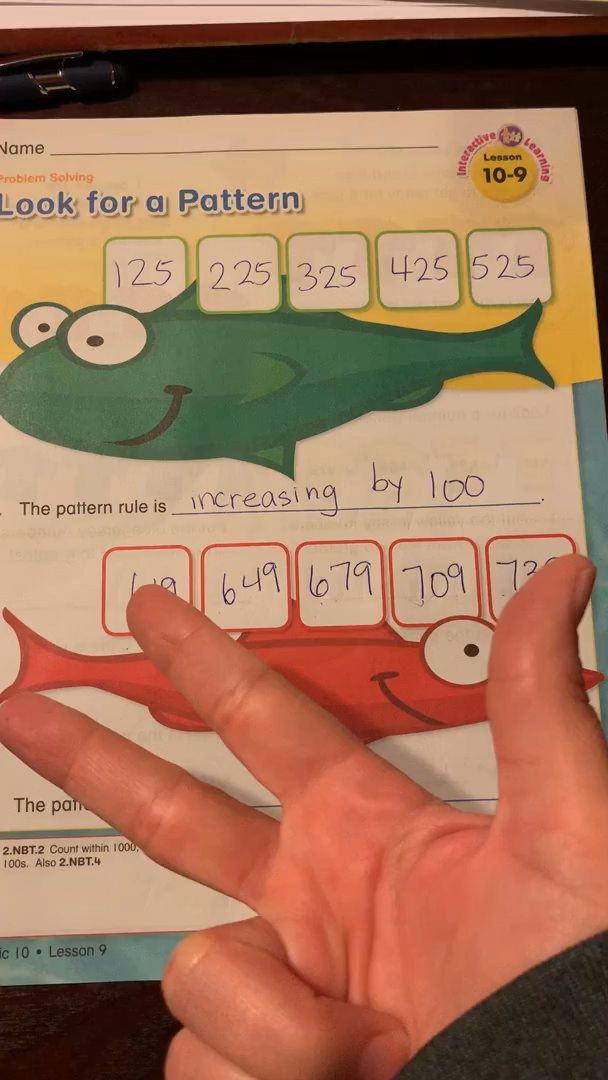 Name
Interactive Learning
Problem Solving
Lesson
10-9
Look for a Pattern
125 225 325 425 525
The pattern rule is increasing by 100.
649 679 709
The
2.NBT.2 Count within 1000,
100s. Also 2.NBT.4
10 • Lesson 9